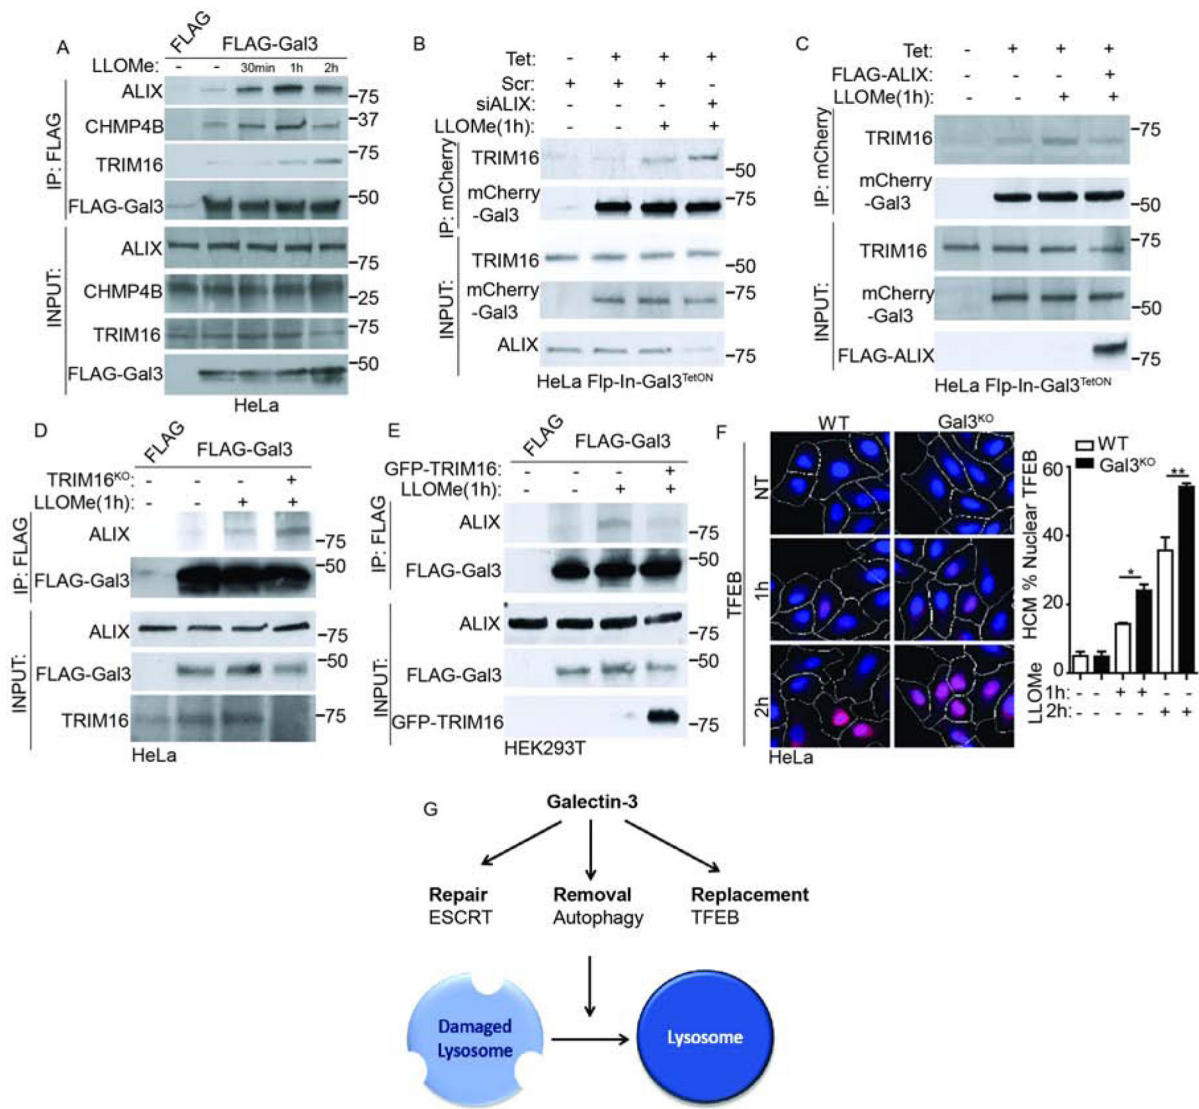 A
FLAG
FLAG-Gal3
LLOMe: - - 30min 1h 2h
IP: FLAG
ALIX
-75
CHMP4B
-37
TRIM16
-75
FLAG-Gal3
-50
INPUT:
ALIX
-75
CHMP4B
-25
TRIM16
-75
FLAG-Gal3
-50
HeLa
B
Tet: - + + +
Scr: + + + -
siALIX: - - - +
LLOMe(1h): - - + +
IP: mCherry
TRIM16
-50
mCherry
-Gal3
-75
INPUT:
TRIM16
-50
mCherry
-Gal3
-75
ALIX
-75
HeLa Flp-In-Gal3TetON
C
Tet: - + + +
FLAG-ALIX: - - - +
LLOMe(1h): - - + +
IP: mCherry
TRIM16
-75
mCherry
-Gal3
-50
INPUT:
TRIM16
-75
mCherry
-Gal3
-50
FLAG-ALIX
-75
HeLa Flp-In-Gal3TetON
D
FLAG
FLAG-Gal3
TRIM16KO: - - - +
LLOMe(1h): - - + +
IP: FLAG
ALIX
-75
FLAG-Gal3
-50
INPUT:
ALIX
-75
FLAG-Gal3
-50
TRIM16
-75
HeLa
E
FLAG
FLAG-Gal3
GFP-TRIM16: - - - +
LLOMe(1h): - - + +
IP: FLAG
ALIX
-75
FLAG-Gal3
-50
INPUT:
ALIX
-75
FLAG-Gal3
-50
GFP-TRIM16
-75
HEK293T
F
WT
Gal3KO
TFEB
NT
1h
2h
HeLa
WT
Gal3KO
HCM % Nuclear TFEB
60
40
20
0
*
**
LLOMe
1h: - - + + - -
2h: - - - - + +
G
Galectin-3
Repair
ESCRT
Removal
Autophagy
Replacement
TFEB
Damaged
Lysosome
Lysosome